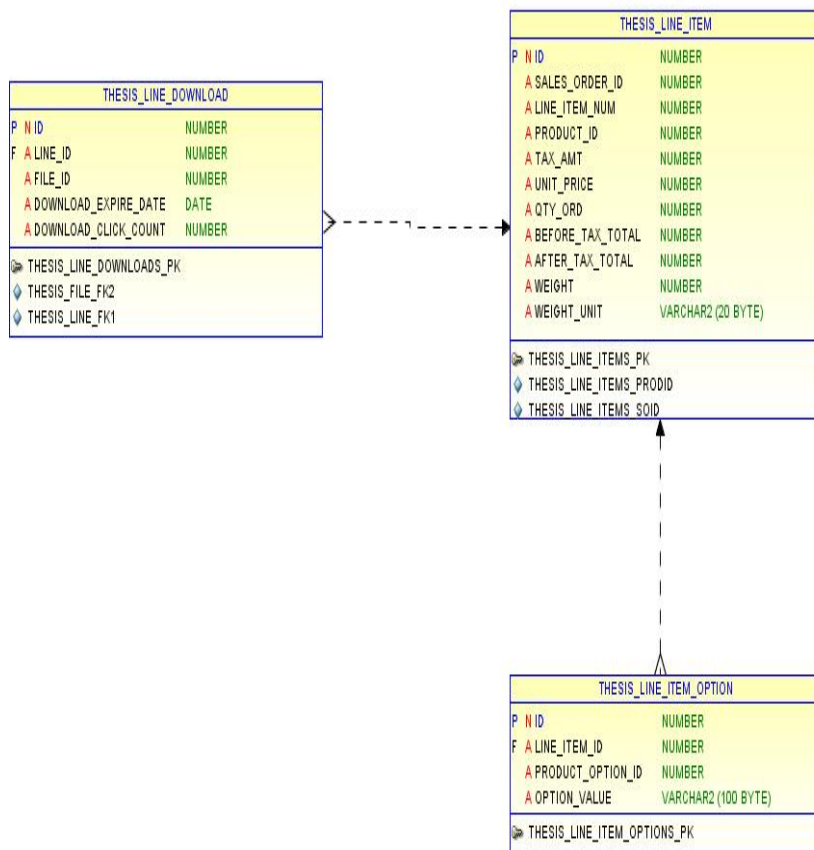 THESIS_LINE_DOWNLOAD
P N ID NUMBER
F A LINE_ID NUMBER
A FILE_ID NUMBER
A DOWNLOAD_EXPIRE_DATE DATE
A DOWNLOAD_CLICK_COUNT NUMBER
THESIS_LINE_DOWNLOADS_PK
THESIS_FILE_FK2
THESIS_LINE_FK1
THESIS_LINE_ITEM
P N ID NUMBER
A SALES_ORDER_ID NUMBER
A LINE_ITEM_NUM NUMBER
A PRODUCT_ID NUMBER
A TAX_AMT NUMBER
A UNIT_PRICE NUMBER
A QTY_ORD NUMBER
A BEFORE_TAX_TOTAL NUMBER
A AFTER_TAX_TOTAL NUMBER
A WEIGHT NUMBER
A WEIGHT_UNIT VARCHAR2 (20 BYTE)
THESIS_LINE_ITEMS_PK
THESIS_LINE_ITEMS_PRODID
THESIS_LINE_ITEMS_SOID
THESIS_LINE_ITEM_OPTION
P N ID NUMBER
F A LINE_ITEM_ID NUMBER
A PRODUCT_OPTION_ID NUMBER
A OPTION_VALUE VARCHAR2 (100 BYTE)
THESIS_LINE_ITEM_OPTIONS_PK